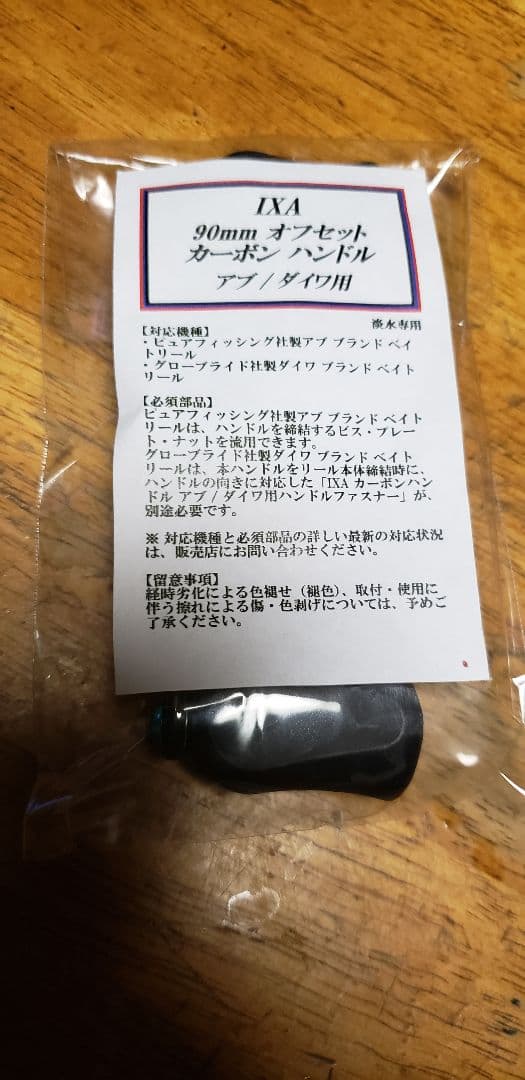 IXA
90mm オフセット
カーボン ハンドル
アブ / ダイワ用
淡水専用
【対応機種】
・ピュアフィッシング社製アブ ブランド ベイ
トリール
・グローブライド社製ダイワ ブランド ベイト
リール
【必須部品】
ピュアフィッシング社製アブ ブランド ベイト
リールは、ハンドルを締結するビス・プレー
ト・ナットを流用できます。
グローブライド社製ダイワ ブランド ベイト
リールは、本ハンドルをリール本体締結時に、
ハンドルの向きに対応した「IXA カーボンハン
ドル アブ / ダイワ用ハンドルファスナー」が、
別途必要です。
※ 対応機種と必須部品の詳しい最新の対応状況
は、販売店にお問い合わせください。
【留意事項】
経時劣化による色褪せ（褪色）、取付・使用に
伴う擦れによる傷・色剥げについては、予めご
了承ください。